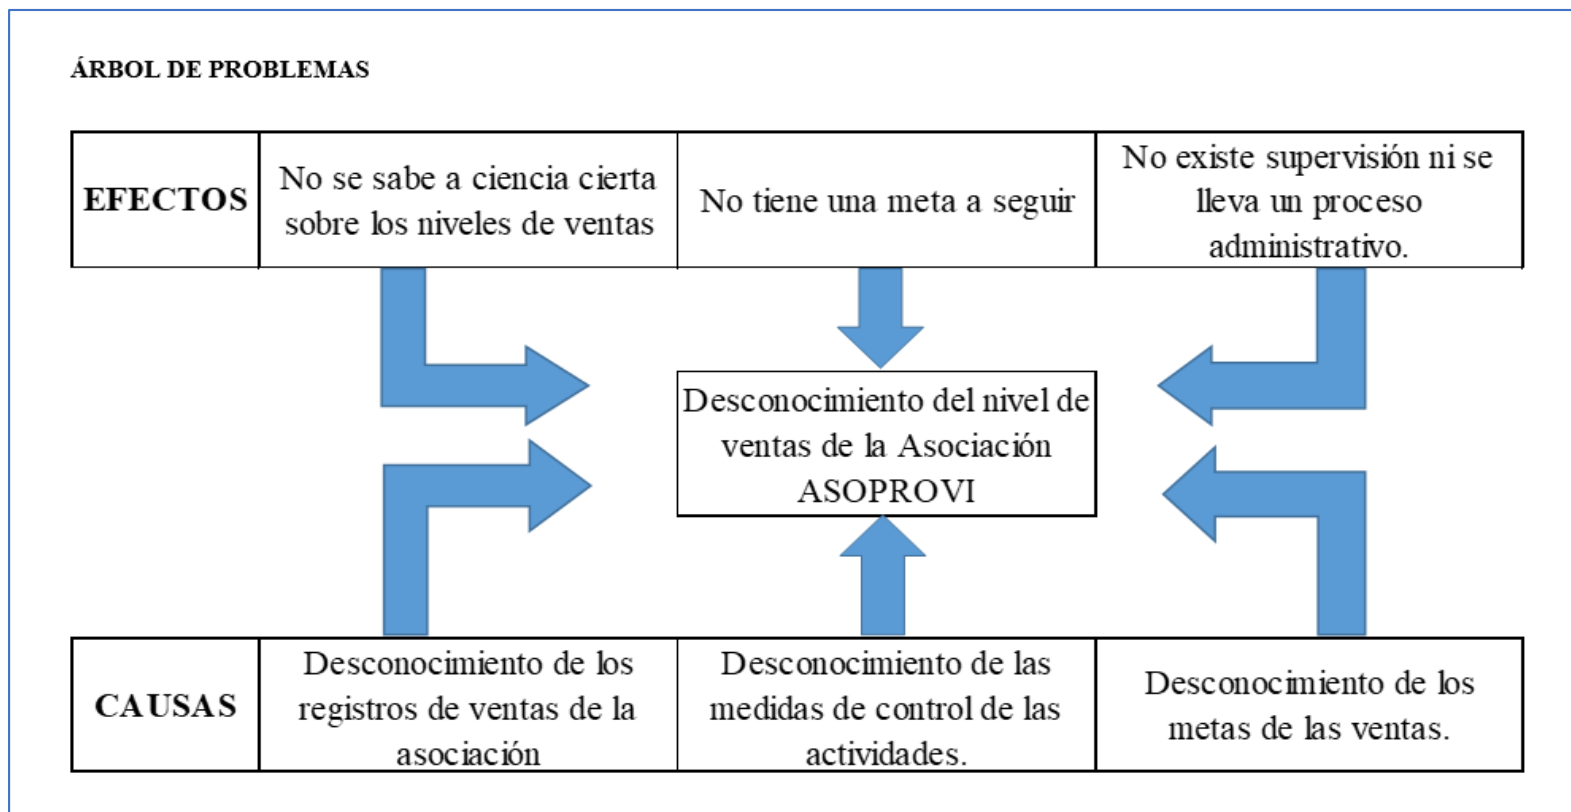 ÁRBOL DE PROBLEMAS
EFECTOS
No se sabe a ciencia cierta
sobre los niveles de ventas
No tiene una meta a seguir
No existe supervisión ni se
lleva un proceso
administrativo.
Desconocimiento del nivel de
ventas de la Asociación
ASOPROVI
CAUSAS
Desconocimiento de los
registros de ventas de la
asociación
Desconocimiento de las
medidas de control de las
actividades.
Desconocimiento de los
metas de las ventas.